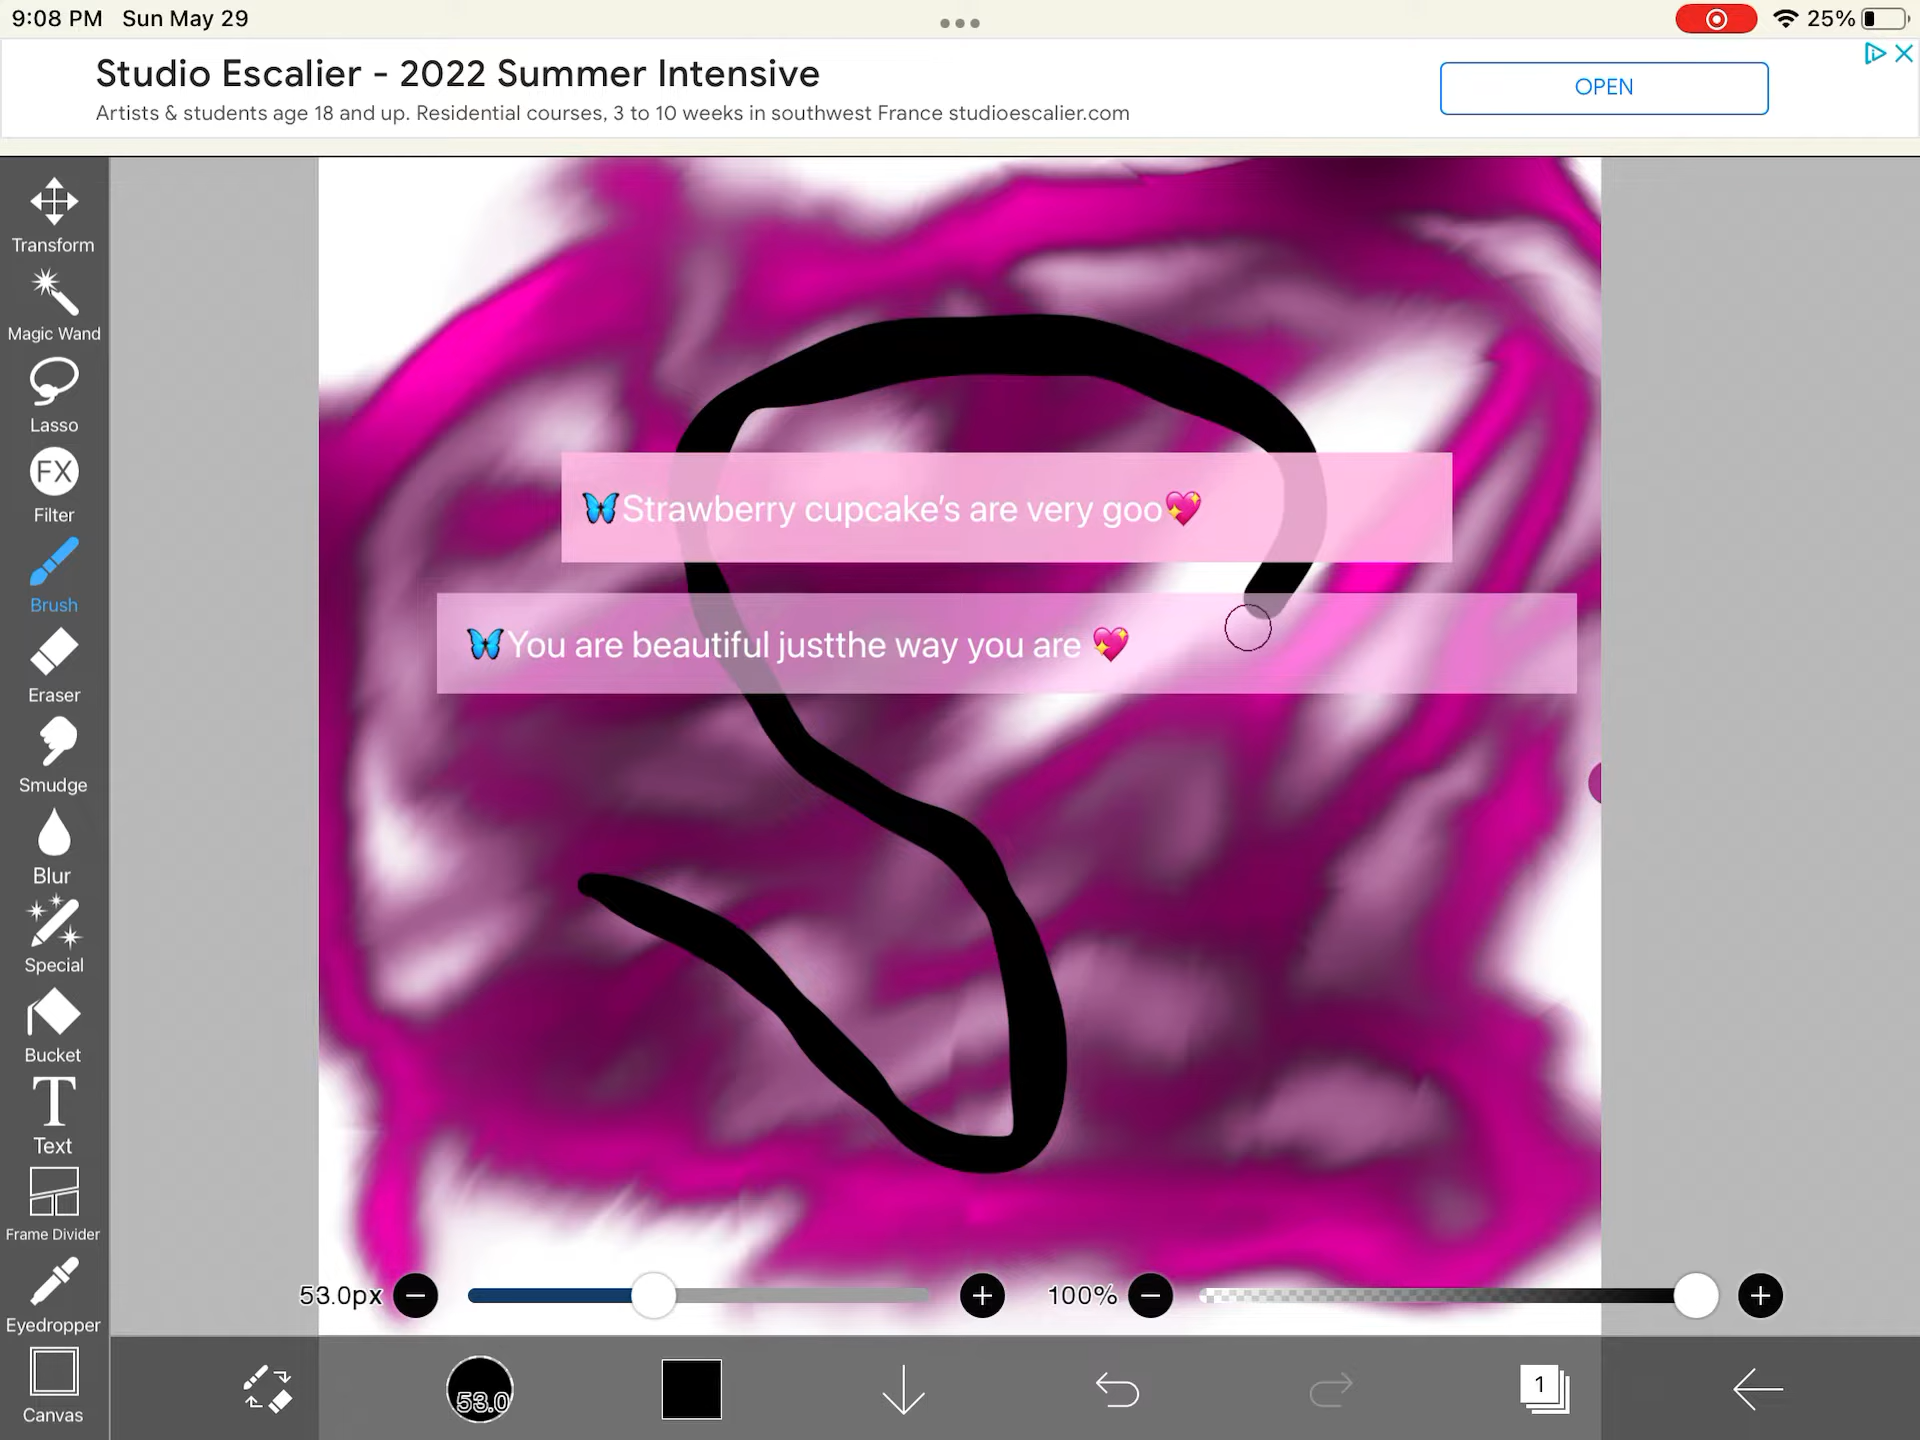 9:08 PM Sun May 29
25%
Studio Escalier - 2022 Summer Intensive
Artists & students age 18 and up. Residential courses, 3 to 10 weeks in southwest France studioescalier.com
OPEN
Transform
Magic Wand
Lasso
FX
Filter
Brush
Eraser
Smudge
Blur
Special
Bucket
T
Text
Frame Divider
Eyedropper
Canvas
🦋Strawberry cupcake’s are very goo💖
🦋You are beautiful justthe way you are 💖
53.0px
100%
53.0
1